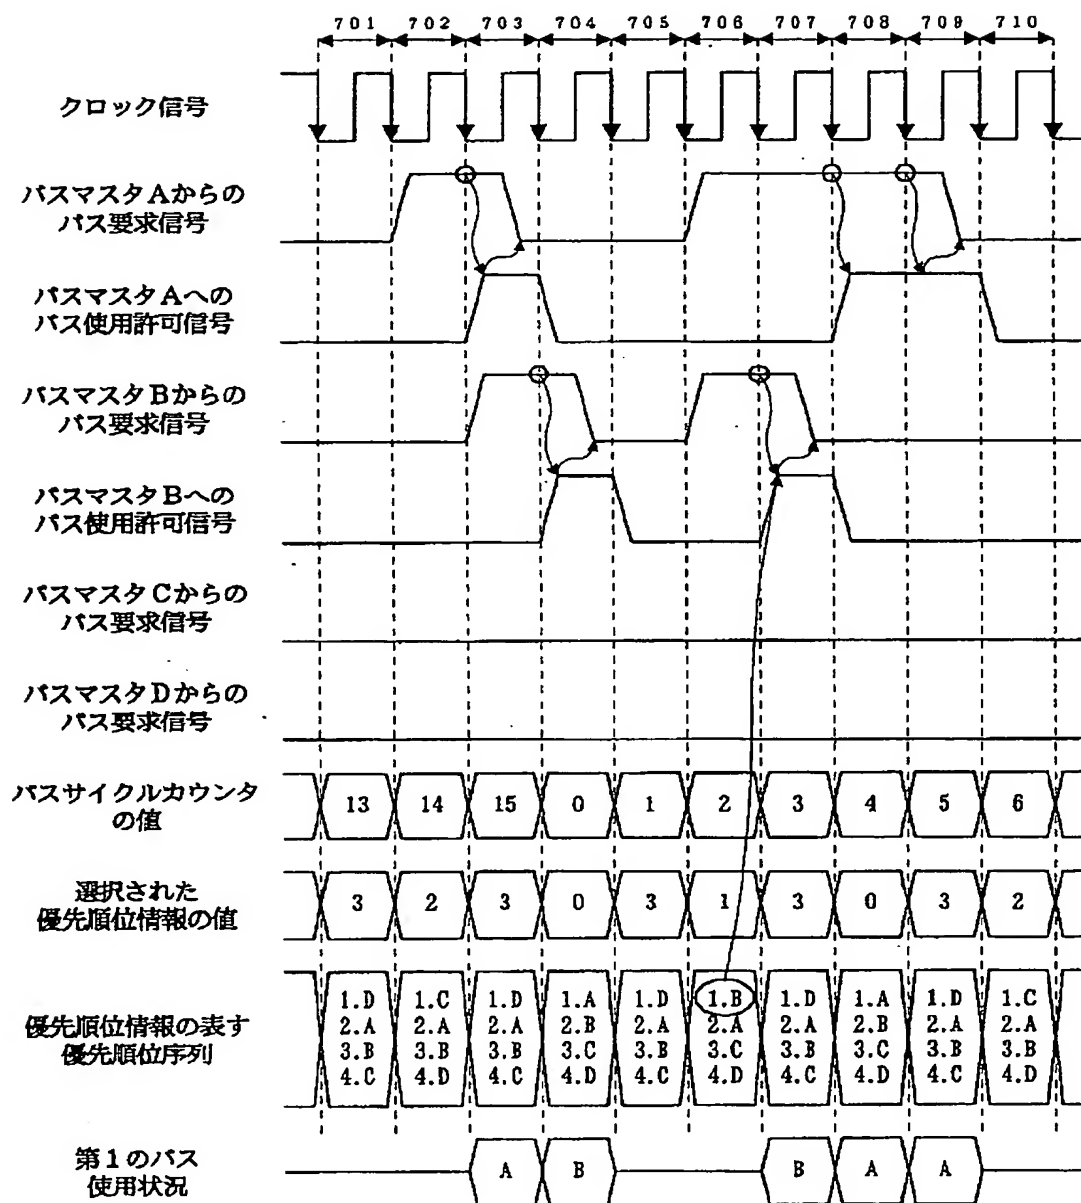 701 702 703 704 705 706 707 708 709 710
クロック信号
バスマスタAからの
バス要求信号
バスマスタAへの
バス使用許可信号
バスマスタBからの
バス要求信号
バスマスタBへの
バス使用許可信号
バスマスタCからの
バス要求信号
バスマスタDからの
バス要求信号
バスサイクルカウンタ
の値
13 14 15 0 1 2 3 4 5 6
選択された
優先順位情報の値
3 2 3 0 3 1 3 0 3 2
優先順位情報の表す
優先順位序列
1.D 1.C 1.D 1.A 1.D 1.B 1.D 1.A 1.D 1.C
2.A 2.A 2.A 2.B 2.A 2.A 2.A 2.B 2.A 2.A
3.B 3.B 3.B 3.C 3.B 3.C 3.B 3.C 3.B 3.B
4.C 4.D 4.C 4.D 4.C 4.D 4.C 4.D 4.C 4.D
第1のバス
使用状況
A B B A A